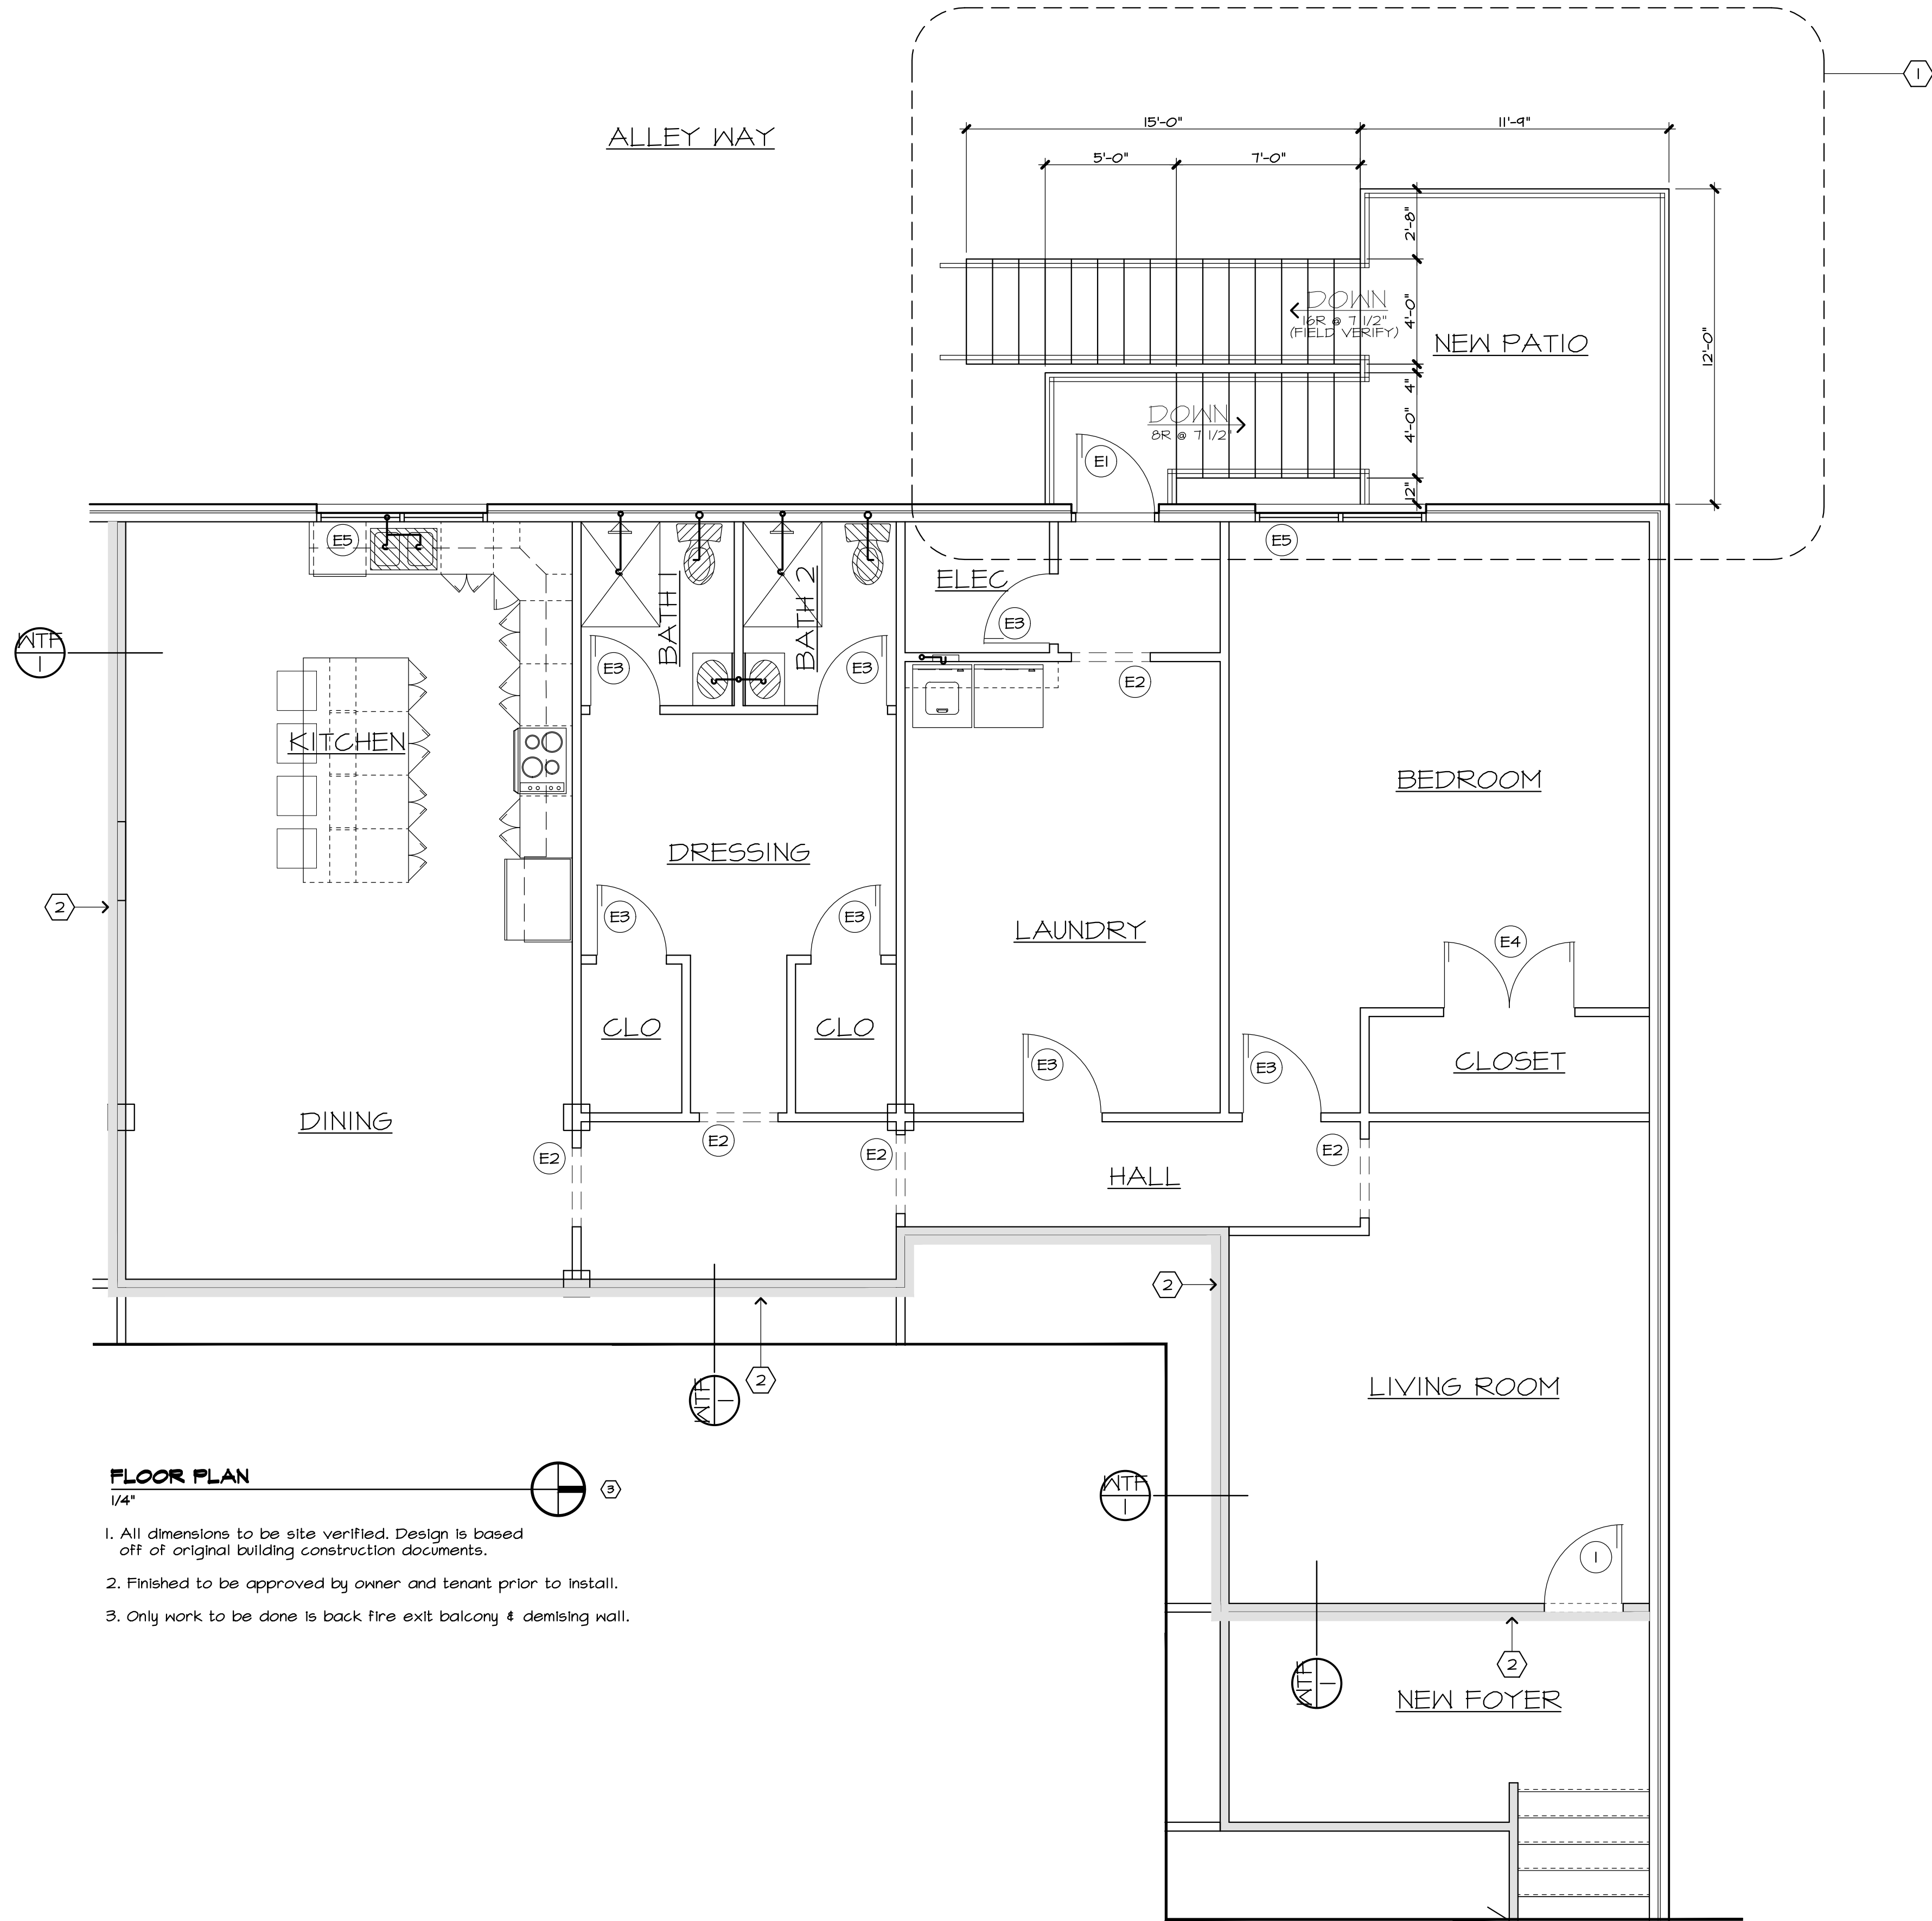 1
ALLEY WAY
15'-0"
11'-9"
5'-0"
7'-0"
2'-8"
DOWN
16R @ 7 1/2"
(FIELD VERIFY)
4'-0"
NEW PATIO
12'-0"
4"
DOWN
8R @ 7 1/2"
4'-0"
E1
12"
E5
E5
ELEC
BATH 1
BATH 2
E3
WTF
1
E3
E3
E2
KITCHEN
BEDROOM
DRESSING
2
E3
E3
LAUNDRY
E4
CLO
CLO
E3
E3
CLOSET
DINING
E2
E2
E2
E2
HALL
2
2
WTF
1
LIVING ROOM
FLOOR PLAN
1/4"
3
WTF
1
1. All dimensions to be site verified. Design is based
off of original building construction documents.
2. Finished to be approved by owner and tenant prior to install.
3. Only work to be done is back fire exit balcony & demising wall.
1
2
WTF
1
NEW FOYER